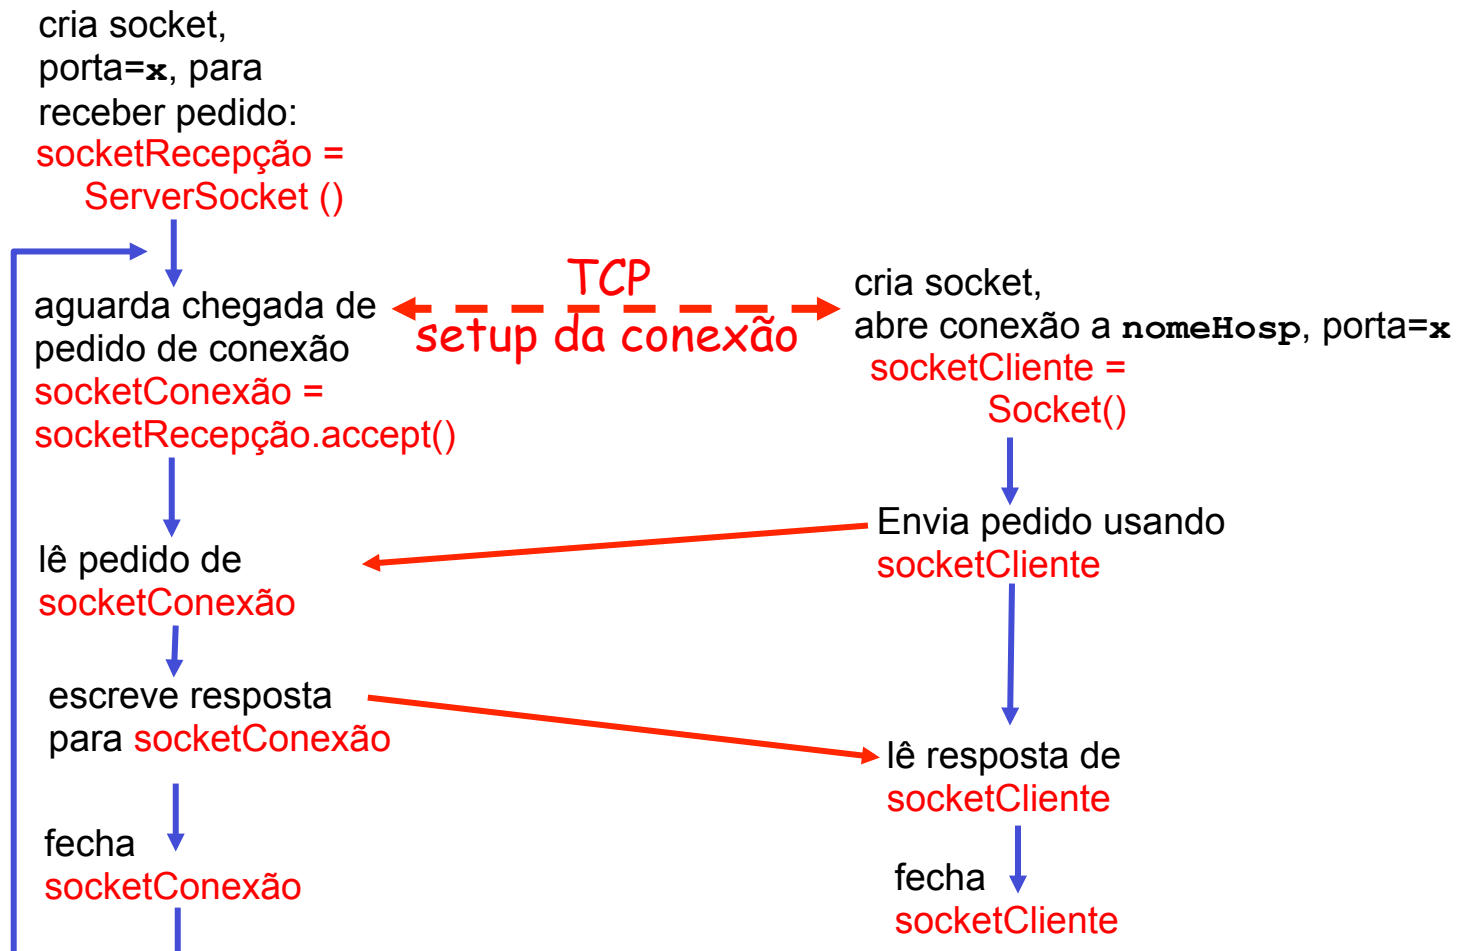 cria socket,
porta=x, para
receber pedido:
socketRecepção =
ServerSocket ()
aguarda chegada de
pedido de conexão
socketConexão =
socketRecepção.accept()
TCP
setup da conexão
cria socket,
abre conexão a nomeHosp, porta=x
socketCliente =
Socket()
Envia pedido usando
socketCliente
lê pedido de
socketConexão
escreve resposta
para socketConexão
lê resposta de
socketCliente
fecha
socketConexão
fecha
socketCliente